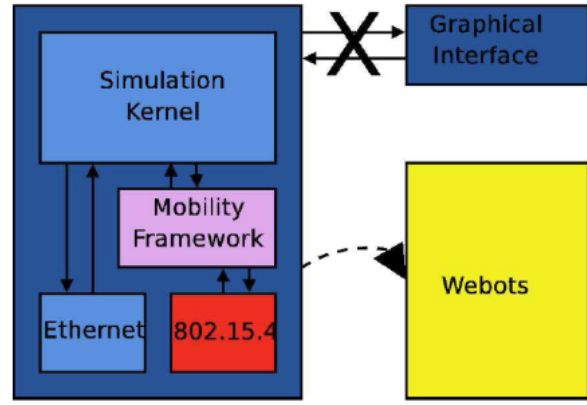 Graphical
Interface
Simulation
Kernel
Mobility
Framework
Ethernet
802.15.4
Webots